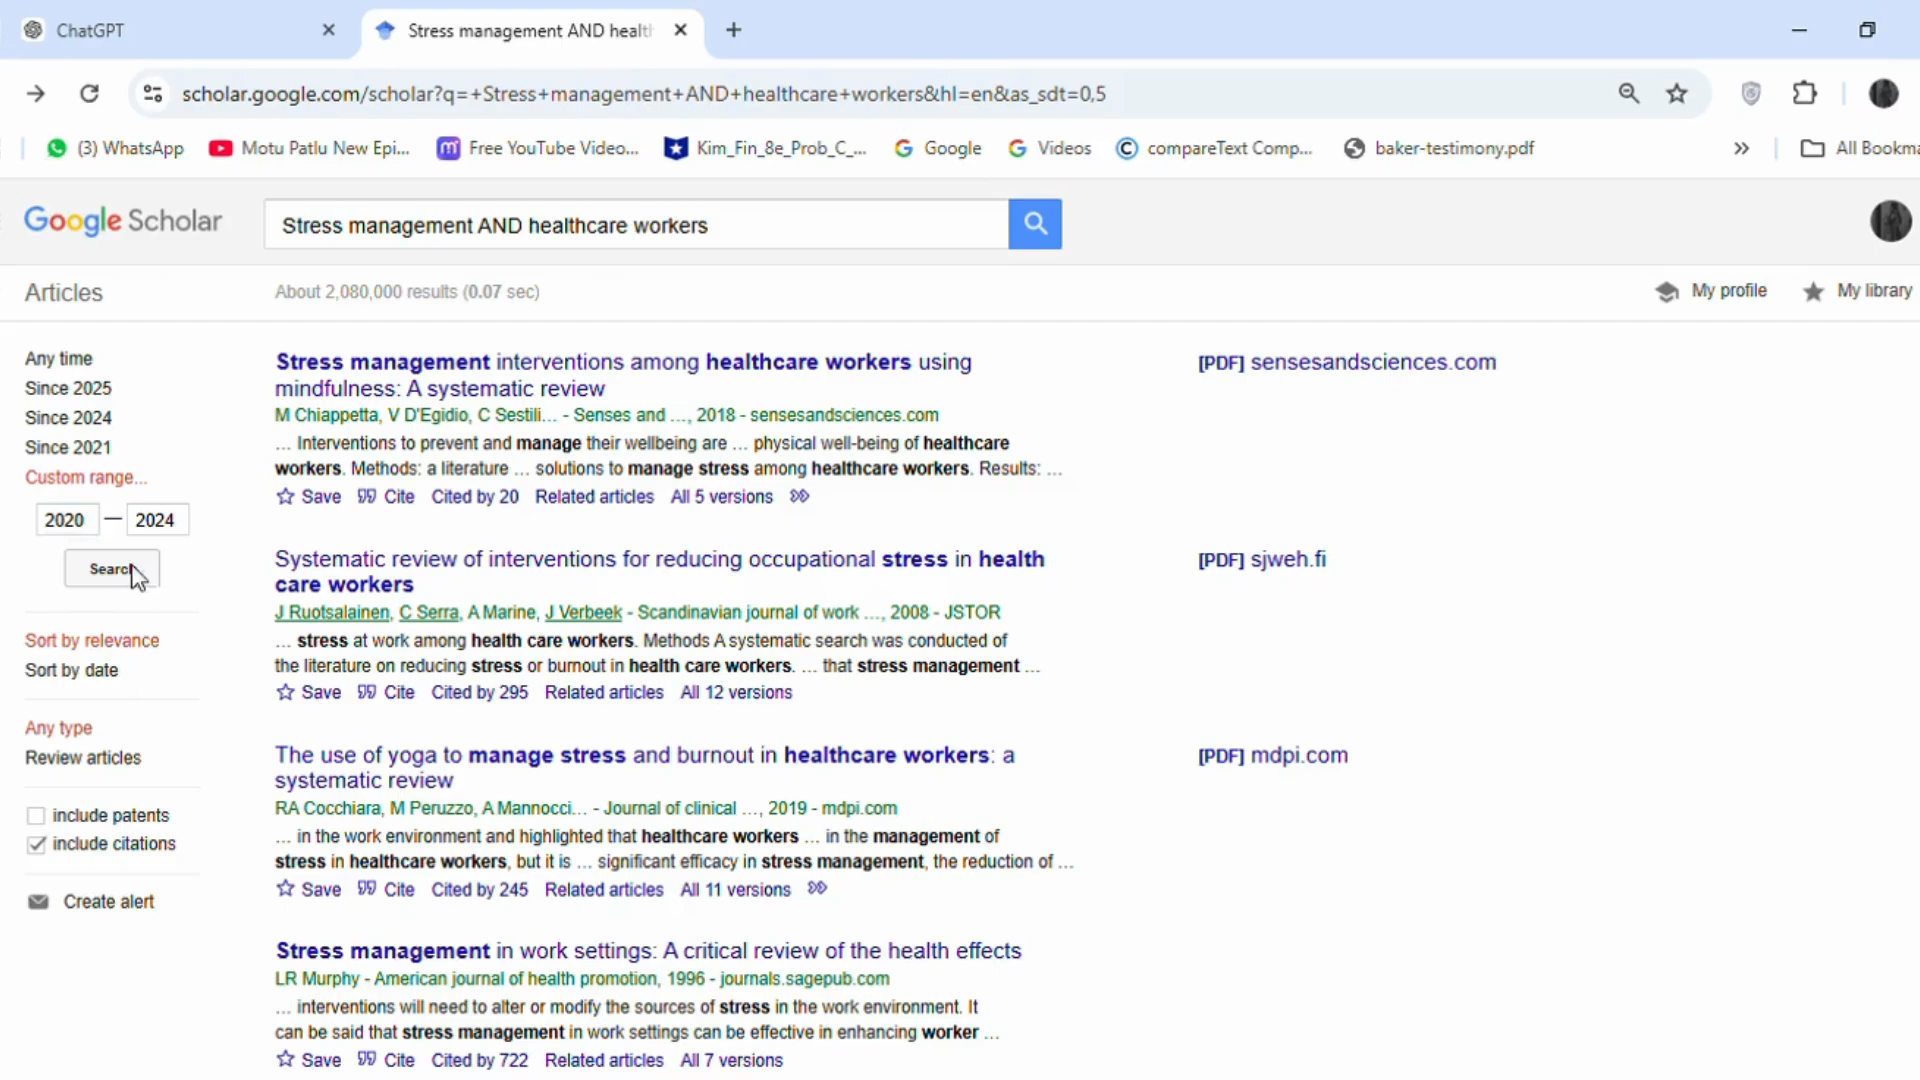 ChatGPT
Stress management AND healt
scholar.google.com/scholar?q=+Stress+management+AND+healthcare+workers&hl=en&as_sdt=0,5
(3) WhatsApp
Motu Patlu New Epi...
Free YouTube Video...
Kim_Fin_8e_Prob_C_...
Google
Videos
compareText Comp...
baker-testimony.pdf
All Bookma
Google Scholar
Stress management AND healthcare workers
Articles
About 2,080,000 results (0.07 sec)
My profile
My library
Any time
Since 2025
Since 2024
Since 2021
Custom range...
2020 — 2024
Search
Sort by relevance
Sort by date
Any type
Review articles
include patents
include citations
Create alert
Stress management interventions among healthcare workers using
mindfulness: A systematic review
M Chiappetta, V D'Egidio, C Sestili... - Senses and ..., 2018 - sensesandsciences.com
... Interventions to prevent and manage their wellbeing are ... physical well-being of healthcare
workers. Methods: a literature ... solutions to manage stress among healthcare workers. Results: ...
Save Cite Cited by 20 Related articles All 5 versions
[PDF] sensesandsciences.com
Systematic review of interventions for reducing occupational stress in health
care workers
J Ruotsalainen, C Serra, A Marine, J Verbeek - Scandinavian journal of work ..., 2008 - JSTOR
... stress at work among health care workers. Methods A systematic search was conducted of
the literature on reducing stress or burnout in health care workers. ... that stress management ...
Save Cite Cited by 295 Related articles All 12 versions
[PDF] sjweh.fi
The use of yoga to manage stress and burnout in healthcare workers: a
systematic review
RA Cocchiara, M Peruzzo, A Mannocci... - Journal of clinical ..., 2019 - mdpi.com
... in the work environment and highlighted that healthcare workers ... in the management of
stress in healthcare workers, but it is ... significant efficacy in stress management, the reduction of ...
Save Cite Cited by 245 Related articles All 11 versions
[PDF] mdpi.com
Stress management in work settings: A critical review of the health effects
LR Murphy - American journal of health promotion, 1996 - journals.sagepub.com
... interventions will need to alter or modify the sources of stress in the work environment. It
can be said that stress management in work settings can be effective in enhancing worker ...
Save Cite Cited by 722 Related articles All 7 versions